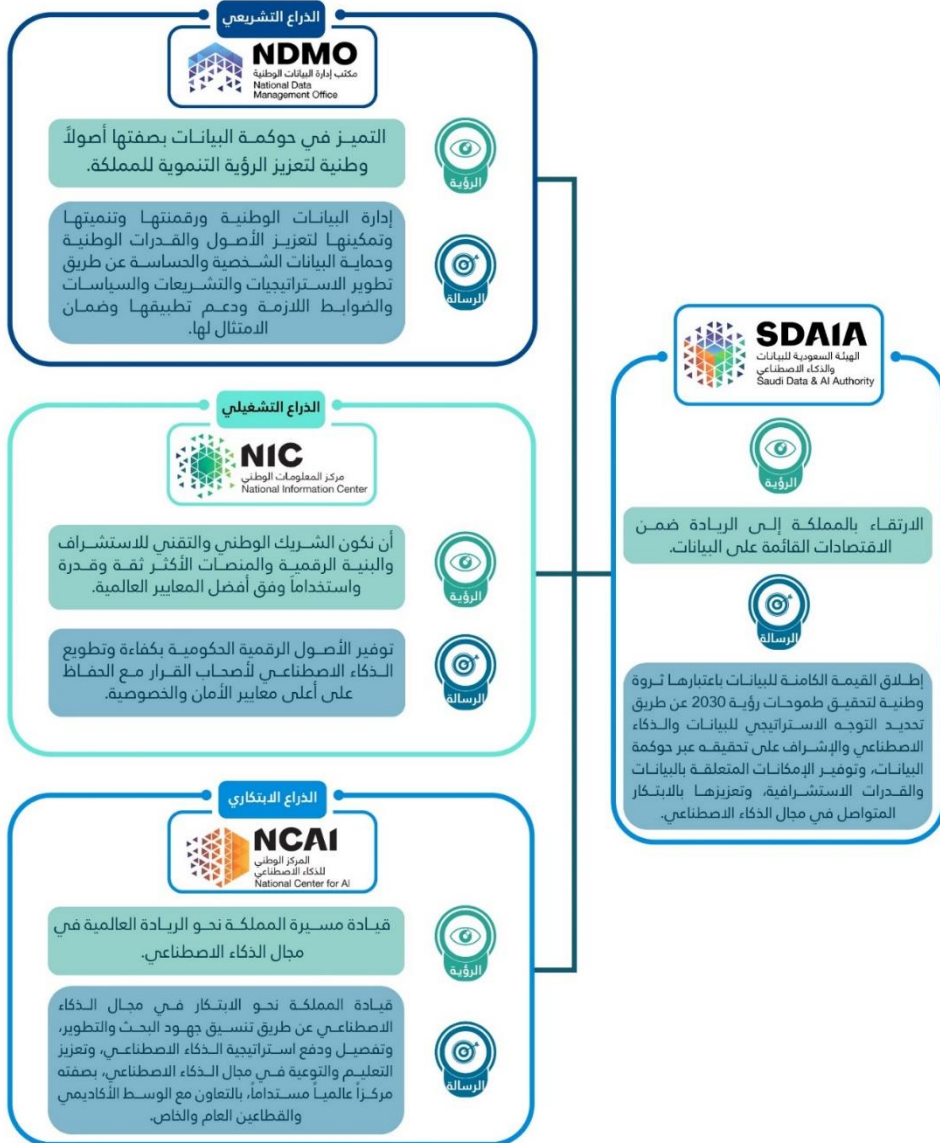 SDAIA
الهيئة السعودية للبيانات
والذكاء الاصطناعي
Saudi Data & AI Authority
الرؤية
الارتقاء بالمملكة إلى الريادة ضمن
الاقتصادات القائمة على البيانات.
الرسالة
إطلاق القيمة الكامنة للبيانات باعتبارها ثروة
وطنية لتحقيق طموحات رؤية 2030 عن طريق
تحديد التوجه الاستراتيجي للبيانات والذكاء
الاصطناعي والإشراف على تحقيقه عبر حوكمة
البيانات، وتوفير الإمكانات المتعلقة بالبيانات
والقدرات الاستشرافية، وتعزيزها بالابتكار
المتواصل في مجال الذكاء الاصطناعي.
الذراع التشريعي
NDMO
مكتب إدارة البيانات الوطنية
National Data
Management Office
الرؤية
التميز في حوكمة البيانات بصفتها أصولاً
وطنية لتعزيز الرؤية التنموية للمملكة.
الرسالة
إدارة البيانات الوطنية ورقمنتها وتنميتها
وتمكينها لتعزيز الأصول والقدرات الوطنية
وحماية البيانات الشخصية والحساسة عن طريق
تطوير الاستراتيجيات والتشريعات والسياسات
والضوابط اللازمة ودعم تطبيقها وضمان
الامتثال لها.
الذراع التشغيلي
NIC
مركز المعلومات الوطني
National Information Center
الرؤية
أن نكون الشريك الوطني والتقني للاستشراف
والبنية الرقمية والمنصات الأكثر ثقة وقدرة
واستخداماً وفق أفضل المعايير العالمية.
الرسالة
توفير الأصول الرقمية الحكومية بكفاءة وتطويع
الذكاء الاصطناعي لأصحاب القرار مع الحفاظ
على أعلى معايير الأمان والخصوصية.
الذراع الابتكاري
NCAI
المركز الوطني
للذكاء الاصطناعي
National Center for AI
الرؤية
قيادة مسيرة المملكة نحو الريادة العالمية في
مجال الذكاء الاصطناعي.
الرسالة
قيادة المملكة نحو الابتكار في مجال الذكاء
الاصطناعي عن طريق تنسيق جهود البحث والتطوير،
وتفصيل ودفع استراتيجية الذكاء الاصطناعي، وتعزيز
التعليم والتوعية في مجال الذكاء الاصطناعي، بصفته
مركزاً عالمياً مستداماً، بالتعاون مع الوسط الأكاديمي
والقطاعين العام والخاص.